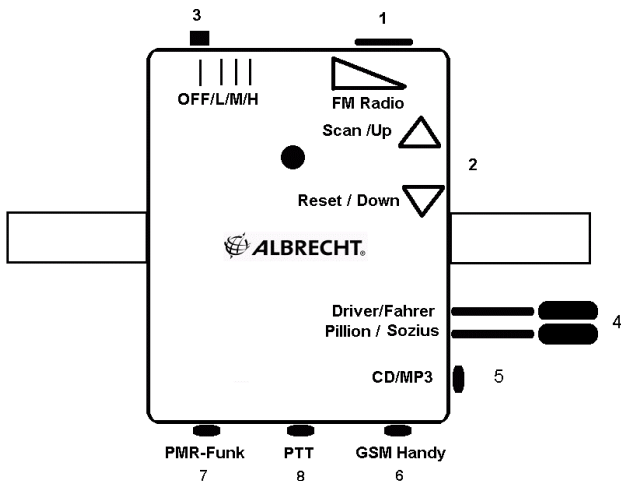 3
1
OFF/L/M/H
FM Radio
Scan /Up
2
Reset / Down
ALBRECHT®
Driver/Fahrer
Pillion / Sozius
4
CD/MP3
5
PMR-Funk
PTT
GSM Handy
7
8
6